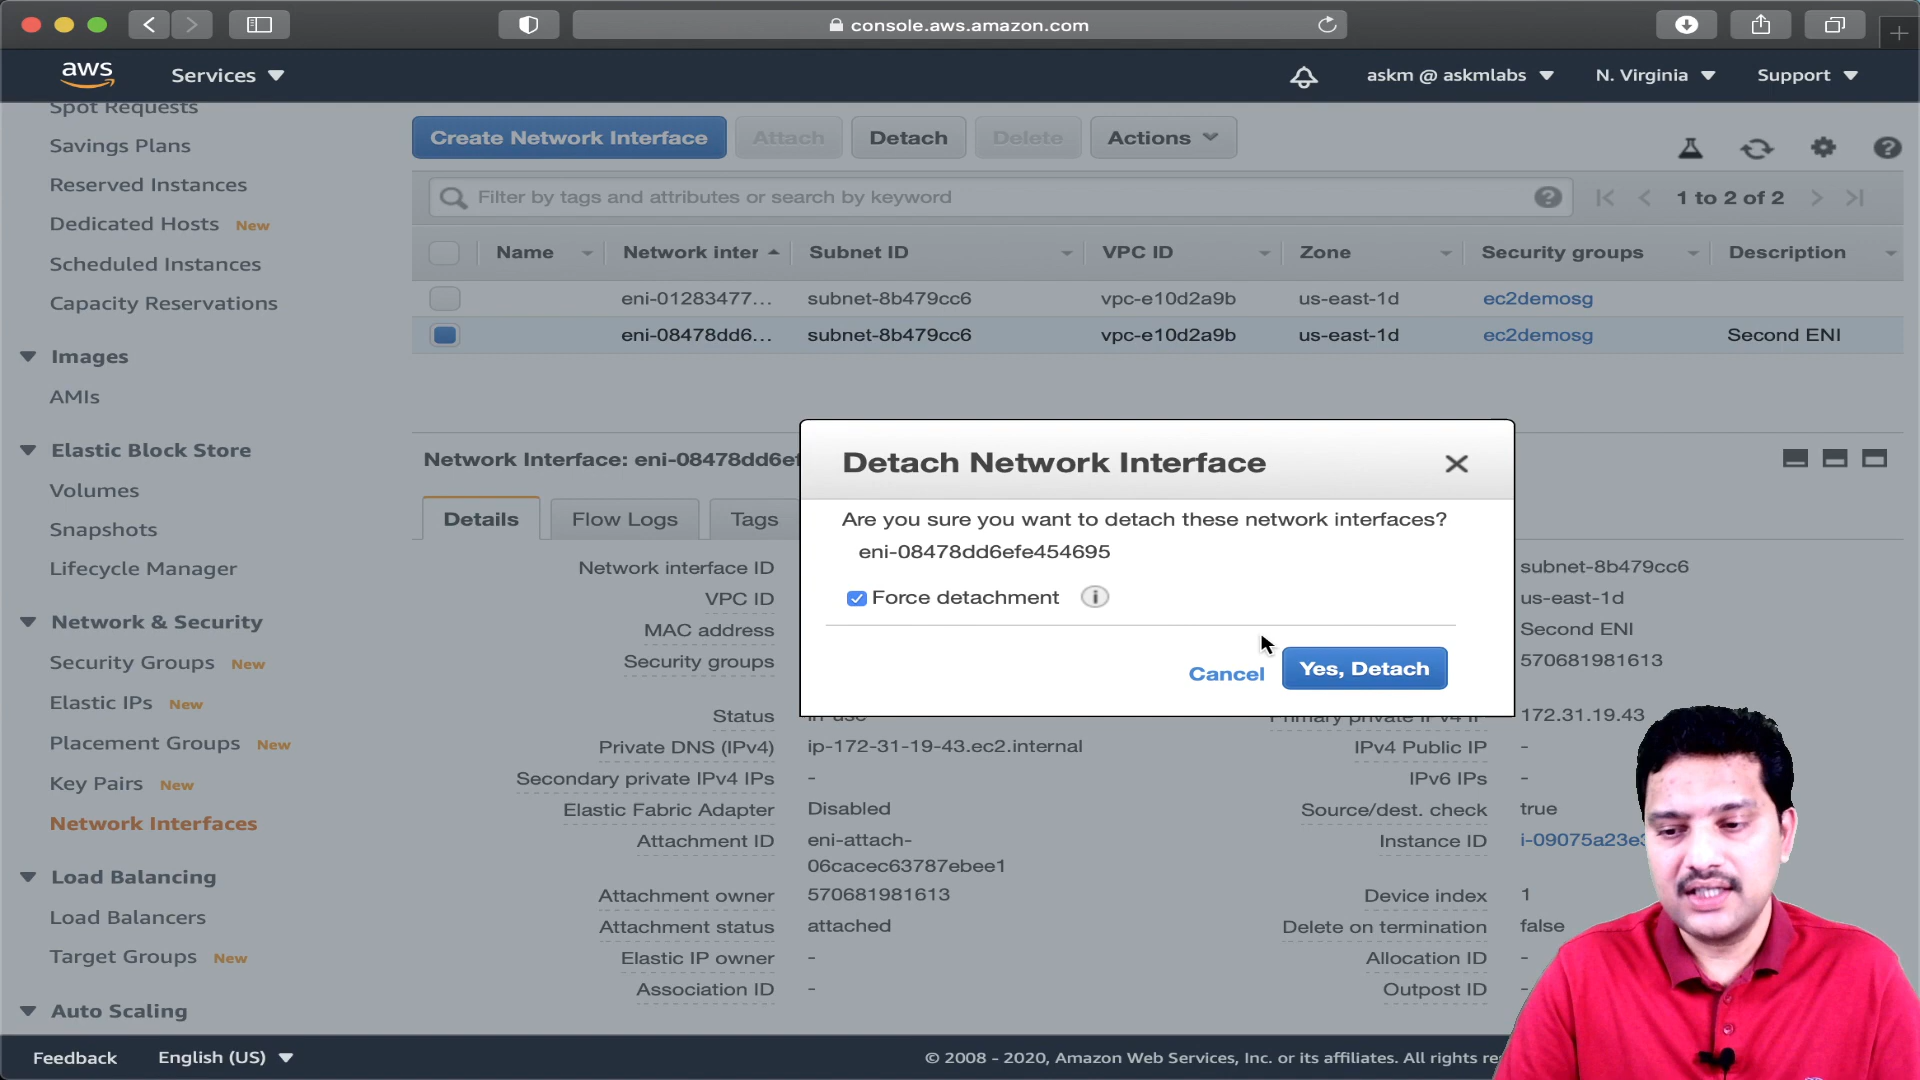 console.aws.amazon.com
aws Services askm @ askmlabs N. Virginia Support
Spot Requests
Savings Plans
Reserved Instances
Dedicated Hosts New
Scheduled Instances
Capacity Reservations
Images
AMIs
Elastic Block Store
Volumes
Snapshots
Lifecycle Manager
Network & Security
Security Groups New
Elastic IPs New
Placement Groups New
Key Pairs New
Network Interfaces
Load Balancing
Load Balancers
Target Groups New
Auto Scaling
Create Network Interface Attach Detach Delete Actions
Filter by tags and attributes or search by keyword 1 to 2 of 2
Name Network inter Subnet ID VPC ID Zone Security groups Description
eni-01283477... subnet-8b479cc6 vpc-e10d2a9b us-east-1d ec2demosg
eni-08478dd6... subnet-8b479cc6 vpc-e10d2a9b us-east-1d ec2demosg Second ENI
Network Interface: eni-08478dd6ef
Details Flow Logs Tags
Detach Network Interface
Are you sure you want to detach these network interfaces?
eni-08478dd6efe454695
Force detachment
Cancel Yes, Detach
Network interface ID subnet-8b479cc6
VPC ID us-east-1d
MAC address Second ENI
Security groups 570681981613
Status in-use Primary private IPv4 IP 172.31.19.43
Private DNS (IPv4) ip-172-31-19-43.ec2.internal IPv4 Public IP -
Secondary private IPv4 IPs - IPv6 IPs -
Elastic Fabric Adapter Disabled Source/dest. check true
Attachment ID eni-attach-06cacec63787ebee1 Instance ID i-09075a23e
Attachment owner 570681981613 Device index 1
Attachment status attached Delete on termination false
Elastic IP owner - Allocation ID -
Association ID - Outpost ID -
Feedback English (US) © 2008 - 2020, Amazon Web Services, Inc. or its affiliates. All rights re